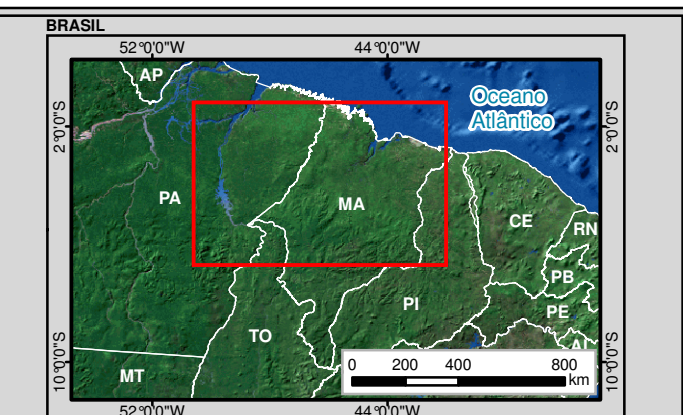 BRASIL
52°0'0"W 44°0'0"W
AP
Oceano
Atlântico
2°0'0"S
2°0'0"S
PA
MA
CE
RN
PB
PE
AL
PI
TO
MT
10°0'0"S
10°0'0"S
0 200 400 800
km
52°0'0"W 44°0'0"W